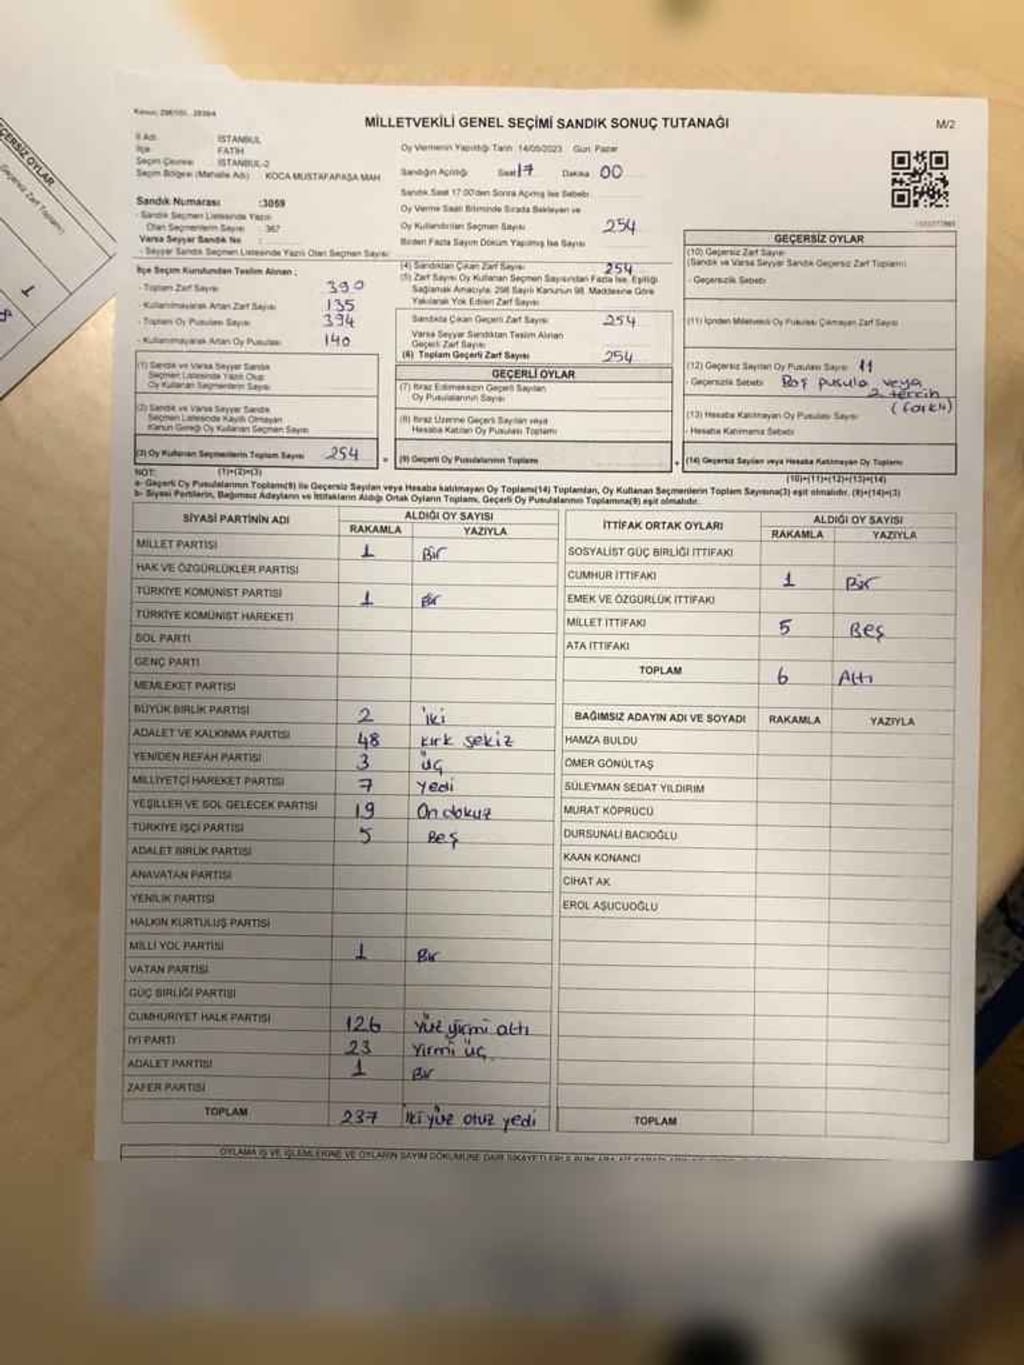 MİLLETVEKİLİ GENEL SEÇİMİ SANDIK SONUÇ TUTANAĞI
M/2
İl Adı : İSTANBUL
İlçe : FATİH
Seçim Çevresi : İSTANBUL-2
Seçim Bölgesi (Mahalle Adı) : KOCA MUSTAFAPAŞA MAH
Sandık Numarası :3059
- Sandık Seçmen Listesinde Yazılı
Olan Seçmenlerin Sayısı : 367
Varsa Seyyar Sandık No :
- Seyyar Sandık Seçmen Listesinde Yazılı Olan Seçmen Sayısı
Oy Vermenin Yapıldığı Tarih 14/05/2023 Gün: Pazar
Sandığın Açıldığı Saat 17 Dakika 00
Sandık Saat 17:00'den Sonra Açılmış İse Sebebi
Oy Verme Saati Bitiminde Sırada Bekleyen ve
Oy Kullandırılan Seçmen Sayısı 254
Birden Fazla Sayım Döküm Yapılmış İse Sayısı
İlçe Seçim Kurulundan Teslim Alınan ;
- Toplam Zarf Sayısı 390
- Kullanılmayarak Artan Zarf Sayısı 135
- Toplam Oy Pusulası Sayısı 394
- Kullanılmayarak Artan Oy Pusulası 140
(1) Sandık ve Varsa Seyyar Sandık
Seçmen Listesinde Yazılı Olup
Oy Kullanan Seçmenlerin Sayısı
(2) Sandık ve Varsa Seyyar Sandık
Seçmen Listesinde Kayıtlı Olmayan
Kanun Gereği Oy Kullanan Seçmen Sayısı
(3) Oy Kullanan Seçmenlerin Toplam Sayısı 254
(1)+(2)=(3)
(4) Sandıktan Çıkan Zarf Sayısı 254
(5) Zarf Sayısı Oy Kullanan Seçmen Sayısından Fazla İse, Eşitliği
Sağlamak Amacıyla, 298 Sayılı Kanunun 98. Maddesine Göre
Yakılarak Yok Edilen Zarf Sayısı
Sandıkta Çıkan Geçerli Zarf Sayısı 254
Varsa Seyyar Sandıktan Teslim Alınan
Geçerli Zarf Sayısı
(6) Toplam Geçerli Zarf Sayısı 254
GEÇERLİ OYLAR
(7) İtiraz Edilmeksizin Geçerli Sayılan
Oy Pusulalarının Sayısı
(8) İtiraz Üzerine Geçerli Sayılan veya
Hesaba Katılan Oy Pusulası Toplamı
= (9) Geçerli Oy Pusulalarının Toplamı
GEÇERSİZ OYLAR
(10) Geçersiz Zarf Sayısı
(Sandık ve Varsa Seyyar Sandık Geçersiz Zarf Toplamı)
- Geçersizlik Sebebi
(11) İçinden Milletvekili Oy Pusulası Çıkmayan Zarf Sayısı
(12) Geçersiz Sayılan Oy Pusulası Sayısı 11
- Geçersizlik Sebebi Boş pusula veya
2 tercih
(farklı)
(13) Hesaba Katılmayan Oy Pusulası Sayısı
- Hesaba Katılmama Sebebi
+ (14) Geçersiz Sayılan veya Hesaba Katılmayan Oy Toplamı
(10)+(11)+(12)+(13)=(14)
NOT:
a- Geçerli Oy Pusulalarının Toplamı(9) ile Geçersiz Sayılan veya Hesaba katılmayan Oy Toplamı(14) Toplamları, Oy Kullanan Seçmenlerin Toplam Sayısına(3) eşit olmalıdır. (9)+(14)=(3)
b- Siyasi Partilerin, Bağımsız Adayların ve İttifakların Aldığı Ortak Oyların Toplamı, Geçerli Oy Pusulalarının Toplamına(9) eşit olmalıdır.
SİYASİ PARTİNİN ADI ALDIĞI OY SAYISI
RAKAMLA YAZIYLA
MİLLET PARTİSİ 1 Bir
HAK VE ÖZGÜRLÜKLER PARTİSİ
TÜRKİYE KOMÜNİST PARTİSİ 1 Bir
TÜRKİYE KOMÜNİST HAREKETİ
SOL PARTİ
GENÇ PARTİ
MEMLEKET PARTİSİ
BÜYÜK BİRLİK PARTİSİ 2 iki
ADALET VE KALKINMA PARTİSİ 48 kırk sekiz
YENİDEN REFAH PARTİSİ 3 üç
MİLLİYETÇİ HAREKET PARTİSİ 7 yedi
YEŞİLLER VE SOL GELECEK PARTİSİ 19 On dokuz
TÜRKİYE İŞÇİ PARTİSİ 5 Beş
ADALET BİRLİK PARTİSİ
ANAVATAN PARTİSİ
YENİLİK PARTİSİ
HALKIN KURTULUŞ PARTİSİ
MİLLİ YOL PARTİSİ 1 Bir
VATAN PARTİSİ
GÜÇ BİRLİĞİ PARTİSİ
CUMHURİYET HALK PARTİSİ 126 Yüz yirmi altı
İYİ PARTİ 23 Yirmi üç
ADALET PARTİSİ 1 Bir
ZAFER PARTİSİ
TOPLAM 237 İki yüz otuz yedi
İTTİFAK ORTAK OYLARI ALDIĞI OY SAYISI
RAKAMLA YAZIYLA
SOSYALİST GÜÇ BİRLİĞİ İTTİFAKI
CUMHUR İTTİFAKI 1 Bir
EMEK VE ÖZGÜRLÜK İTTİFAKI
MİLLET İTTİFAKI 5 Beş
ATA İTTİFAKI
TOPLAM 6 Altı
BAĞIMSIZ ADAYIN ADI VE SOYADI RAKAMLA YAZIYLA
HAMZA BULDU
ÖMER GÖNÜLTAŞ
SÜLEYMAN SEDAT YILDIRIM
MURAT KÖPRÜCÜ
DURSUNALİ BACIOĞLU
KAAN KONANCI
CİHAT AK
EROL AŞUCUOĞLU
TOPLAM